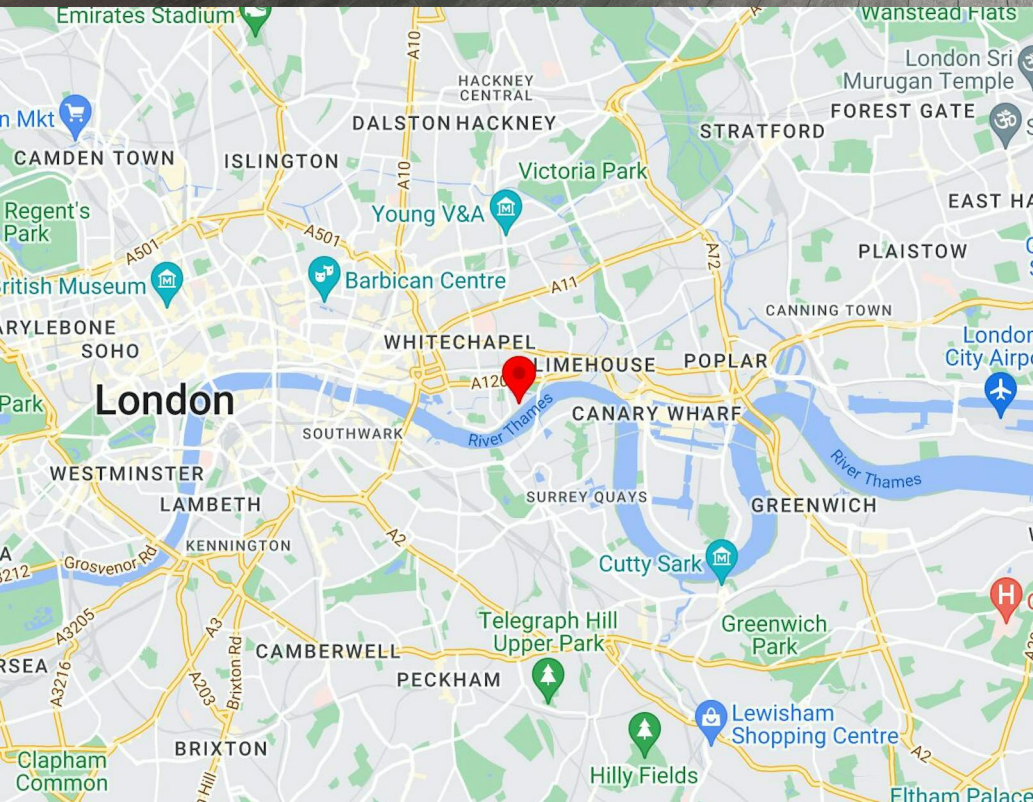 Emirates Stadium
Wanstead Flats
A10
London Sri
Murugan Temple
HACKNEY
CENTRAL
n Mkt
DALSTON
HACKNEY
FOREST GATE
STRATFORD
CAMDEN TOWN
ISLINGTON
A10
Victoria Park
EAST HA
Regent's
Park
Young V&A
A501
A501
A12
PLAISTOW
ritish Museum
Barbican Centre
A11
CANNING TOWN
ARYLEBONE
SOHO
WHITECHAPEL
LIMEHOUSE
POPLAR
London
City Airpo
A120
Park
London
CANARY WHARF
SOUTHWARK
River Thames
River Thames
WESTMINSTER
LAMBETH
SURREY QUAYS
GREENWICH
KENNINGTON
A2
A
3212
Grosvenor Rd
Cutty Sark
H
A3205
A3
Telegraph Hill
Upper Park
Greenwich
Park
RSEA
A3216
A203
Brixton Rd
CAMBERWELL
PECKHAM
Lewisham
Shopping Centre
BRIXTON
A2
Clapham
Common
Hill
Hilly Fields
Eltham Palace